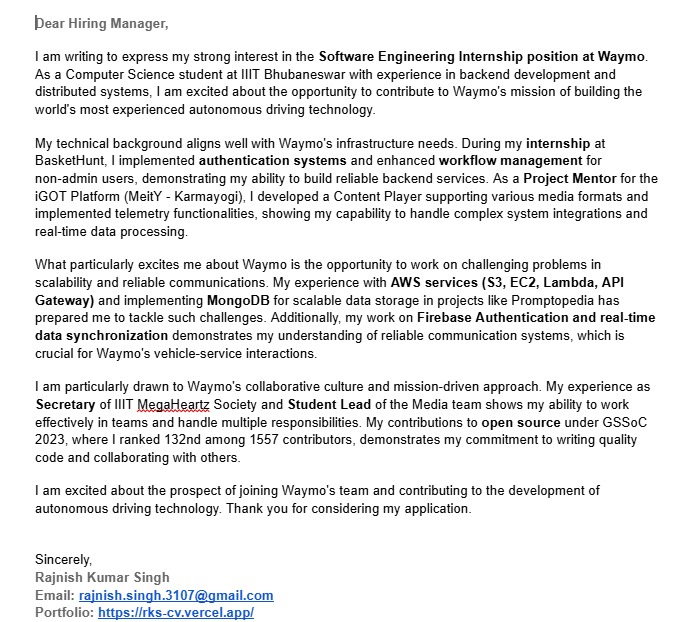 Dear Hiring Manager,
I am writing to express my strong interest in the Software Engineering Internship position at Waymo.
As a Computer Science student at IIIT Bhubaneswar with experience in backend development and
distributed systems, I am excited about the opportunity to contribute to Waymo's mission of building the
world's most experienced autonomous driving technology.
My technical background aligns well with Waymo's infrastructure needs. During my internship at
BasketHunt, I implemented authentication systems and enhanced workflow management for
non-admin users, demonstrating my ability to build reliable backend services. As a Project Mentor for the
iGOT Platform (MeitY - Karmayogi), I developed a Content Player supporting various media formats and
implemented telemetry functionalities, showing my capability to handle complex system integrations and
real-time data processing.
What particularly excites me about Waymo is the opportunity to work on challenging problems in
scalability and reliable communications. My experience with AWS services (S3, EC2, Lambda, API
Gateway) and implementing MongoDB for scalable data storage in projects like Promptopedia has
prepared me to tackle such challenges. Additionally, my work on Firebase Authentication and real-time
data synchronization demonstrates my understanding of reliable communication systems, which is
crucial for Waymo's vehicle-service interactions.
I am particularly drawn to Waymo's collaborative culture and mission-driven approach. My experience as
Secretary of IIIT MegaHeartz Society and Student Lead of the Media team shows my ability to work
effectively in teams and handle multiple responsibilities. My contributions to open source under GSSoC
2023, where I ranked 132nd among 1557 contributors, demonstrates my commitment to writing quality
code and collaborating with others.
I am excited about the prospect of joining Waymo's team and contributing to the development of
autonomous driving technology. Thank you for considering my application.
Sincerely,
Rajnish Kumar Singh
Email: rajnish.singh.3107@gmail.com
Portfolio: https://rks-cv.vercel.app/